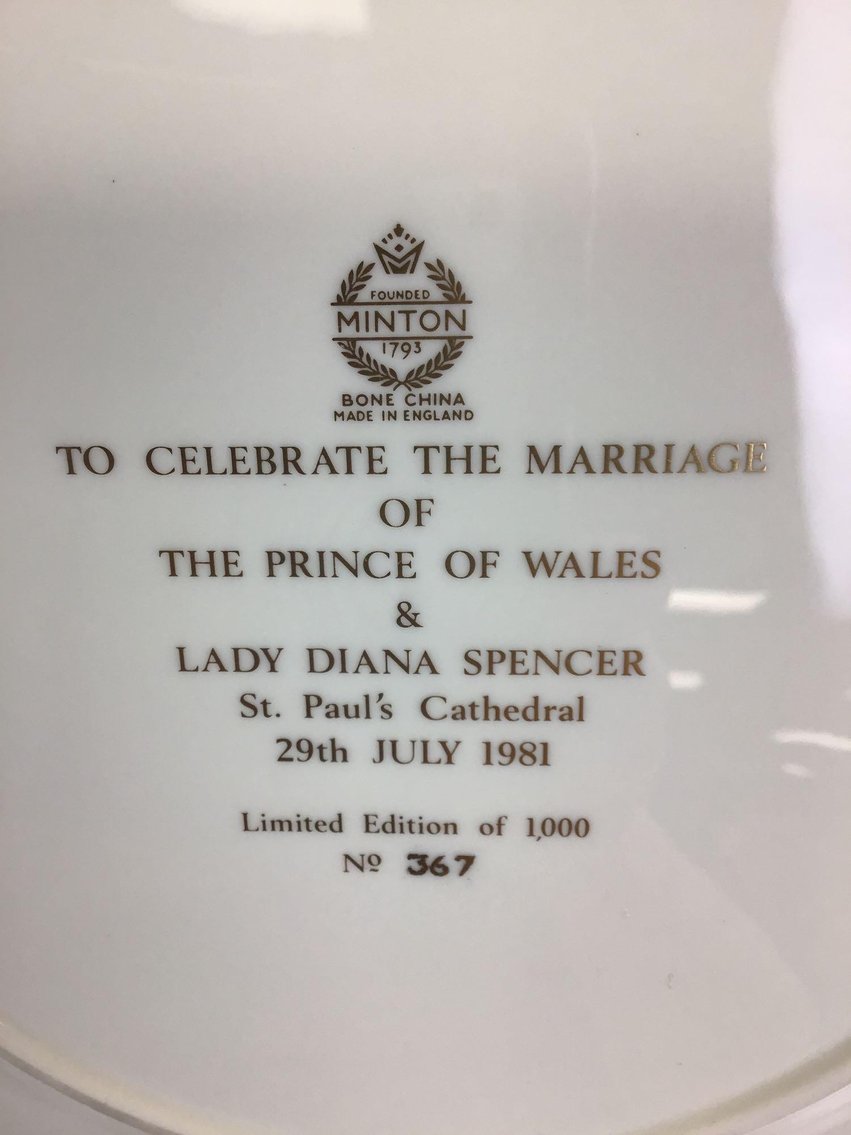 FOUNDED
MINTON
1793
BONE CHINA
MADE IN ENGLAND
TO CELEBRATE THE MARRIAGE
OF
THE PRINCE OF WALES
&
LADY DIANA SPENCER
St. Paul's Cathedral
29th JULY 1981
Limited Edition of 1,000
Nº 367